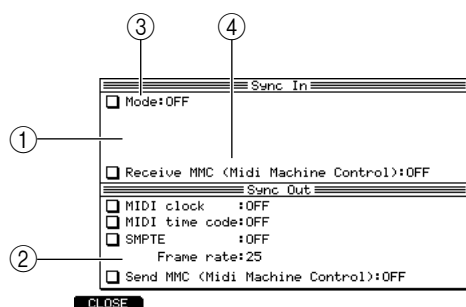 ③ ④
Sync In
Mode:OFF
①
Receive MMC (Midi Machine Control):OFF
Sync Out
MIDI clock :OFF
MIDI time code:OFF
SMPTE :OFF
② Frame rate:25
Send MMC (Midi Machine Control):OFF
CLOSE